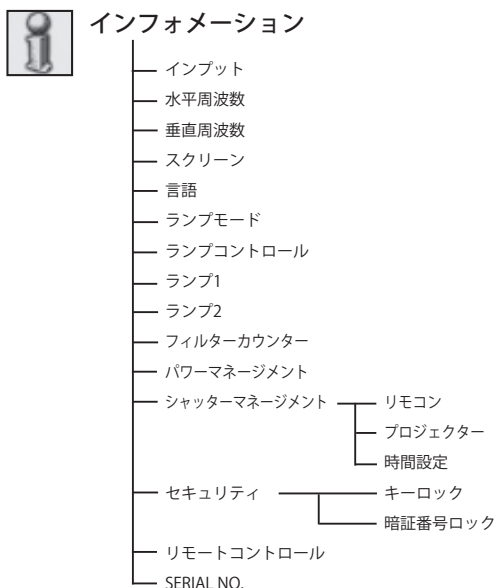 インフォメーション
インプット
水平周波数
垂直周波数
スクリーン
言語
ランプモード
ランプコントロール
ランプ1
ランプ2
フィルターカウンター
パワーマネージメント
シャッターマネージメント リモコン
プロジェクター
時間設定
セキュリティ キーロック
暗証番号ロック
リモートコントロール
SERIAL NO.